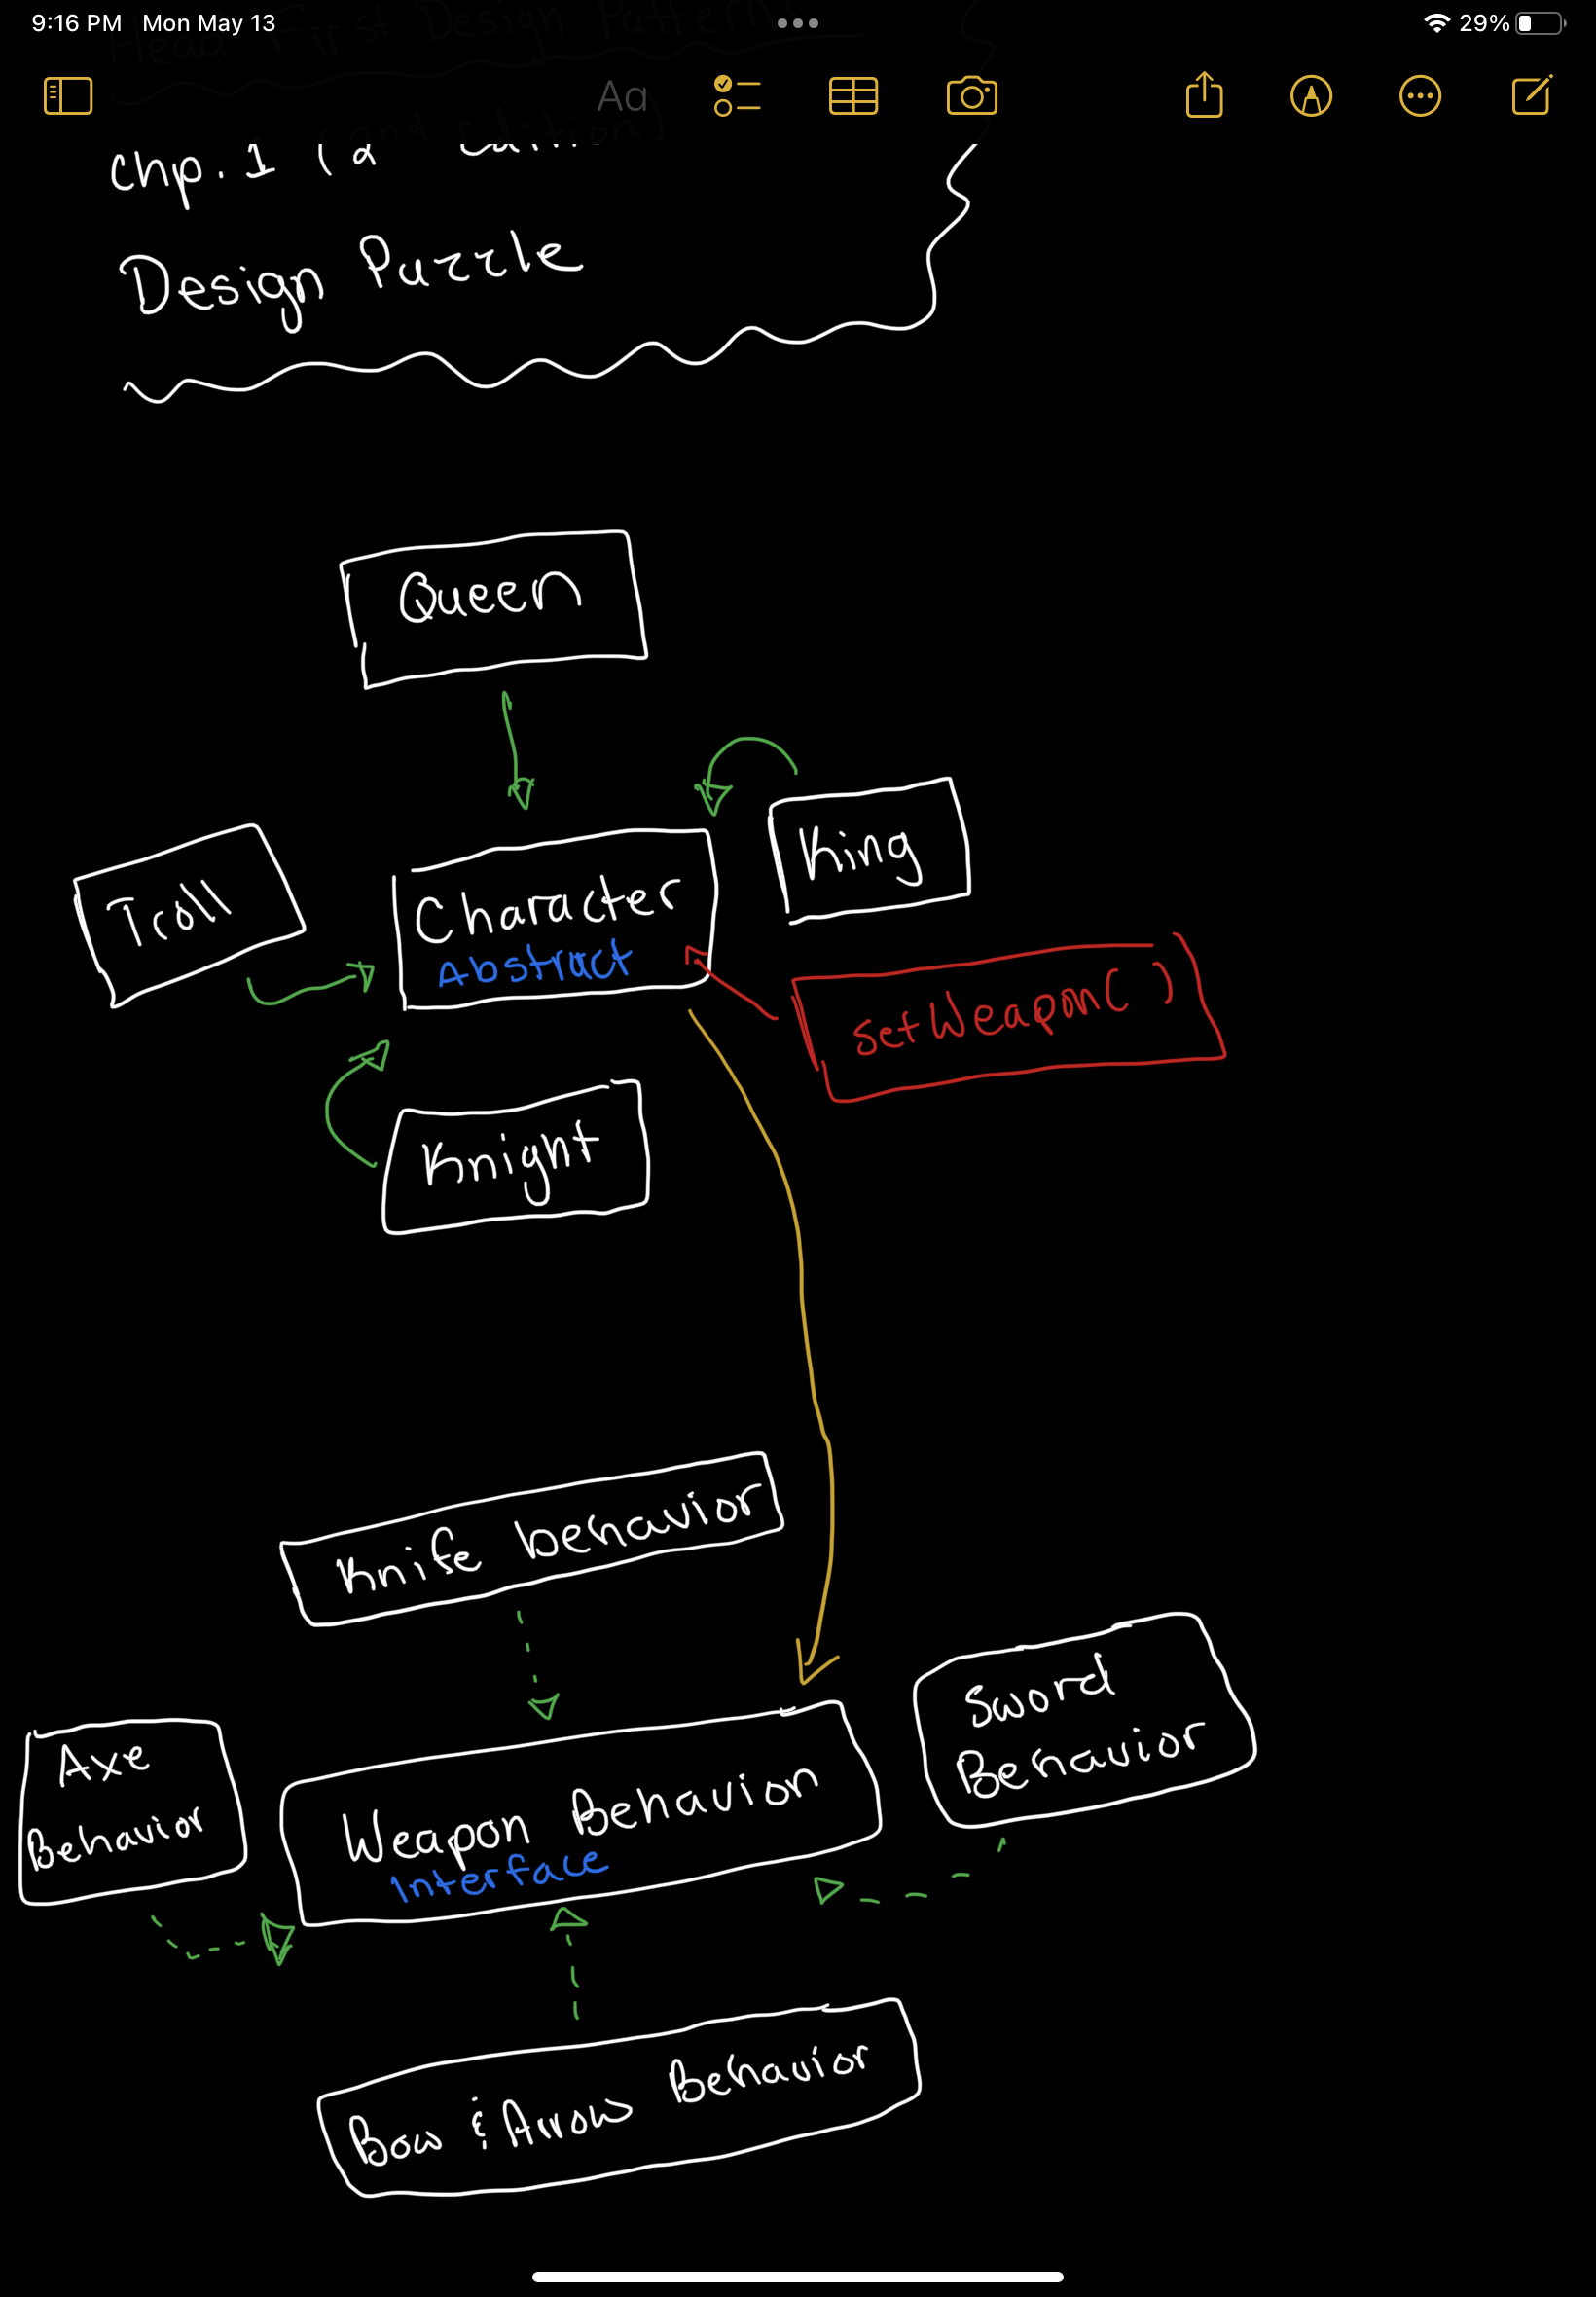 9:16 PM Mon May 13
29%
Head First Design Patterns
Aa
Chp. 1 (2nd Edition)
Design Puzzle
Queen
King
Troll
Character
Abstract
setWeapon( )
Knight
Knife behavior
Sword
Behavior
Axe
Behavior
Weapon Behavion
Interface
Bow & Arrow Behavior